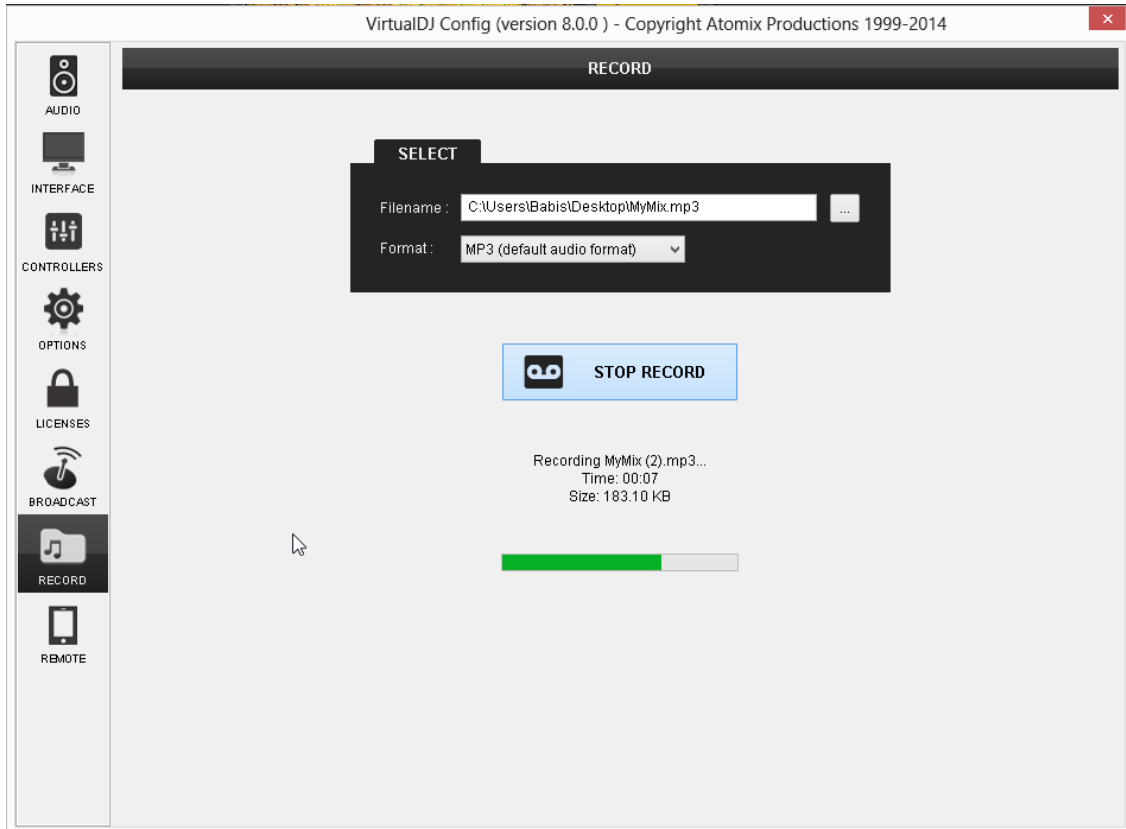 VirtualDJ Config (version 8.0.0 ) - Copyright Atomix Productions 1999-2014
RECORD
AUDIO
INTERFACE
CONTROLLERS
OPTIONS
LICENSES
BROADCAST
RECORD
REMOTE
SELECT
Filename : C:\Users\Babis\Desktop\MyMix.mp3 ...
Format : MP3 (default audio format)
STOP RECORD
Recording MyMix (2).mp3...
Time: 00:07
Size: 183.10 KB